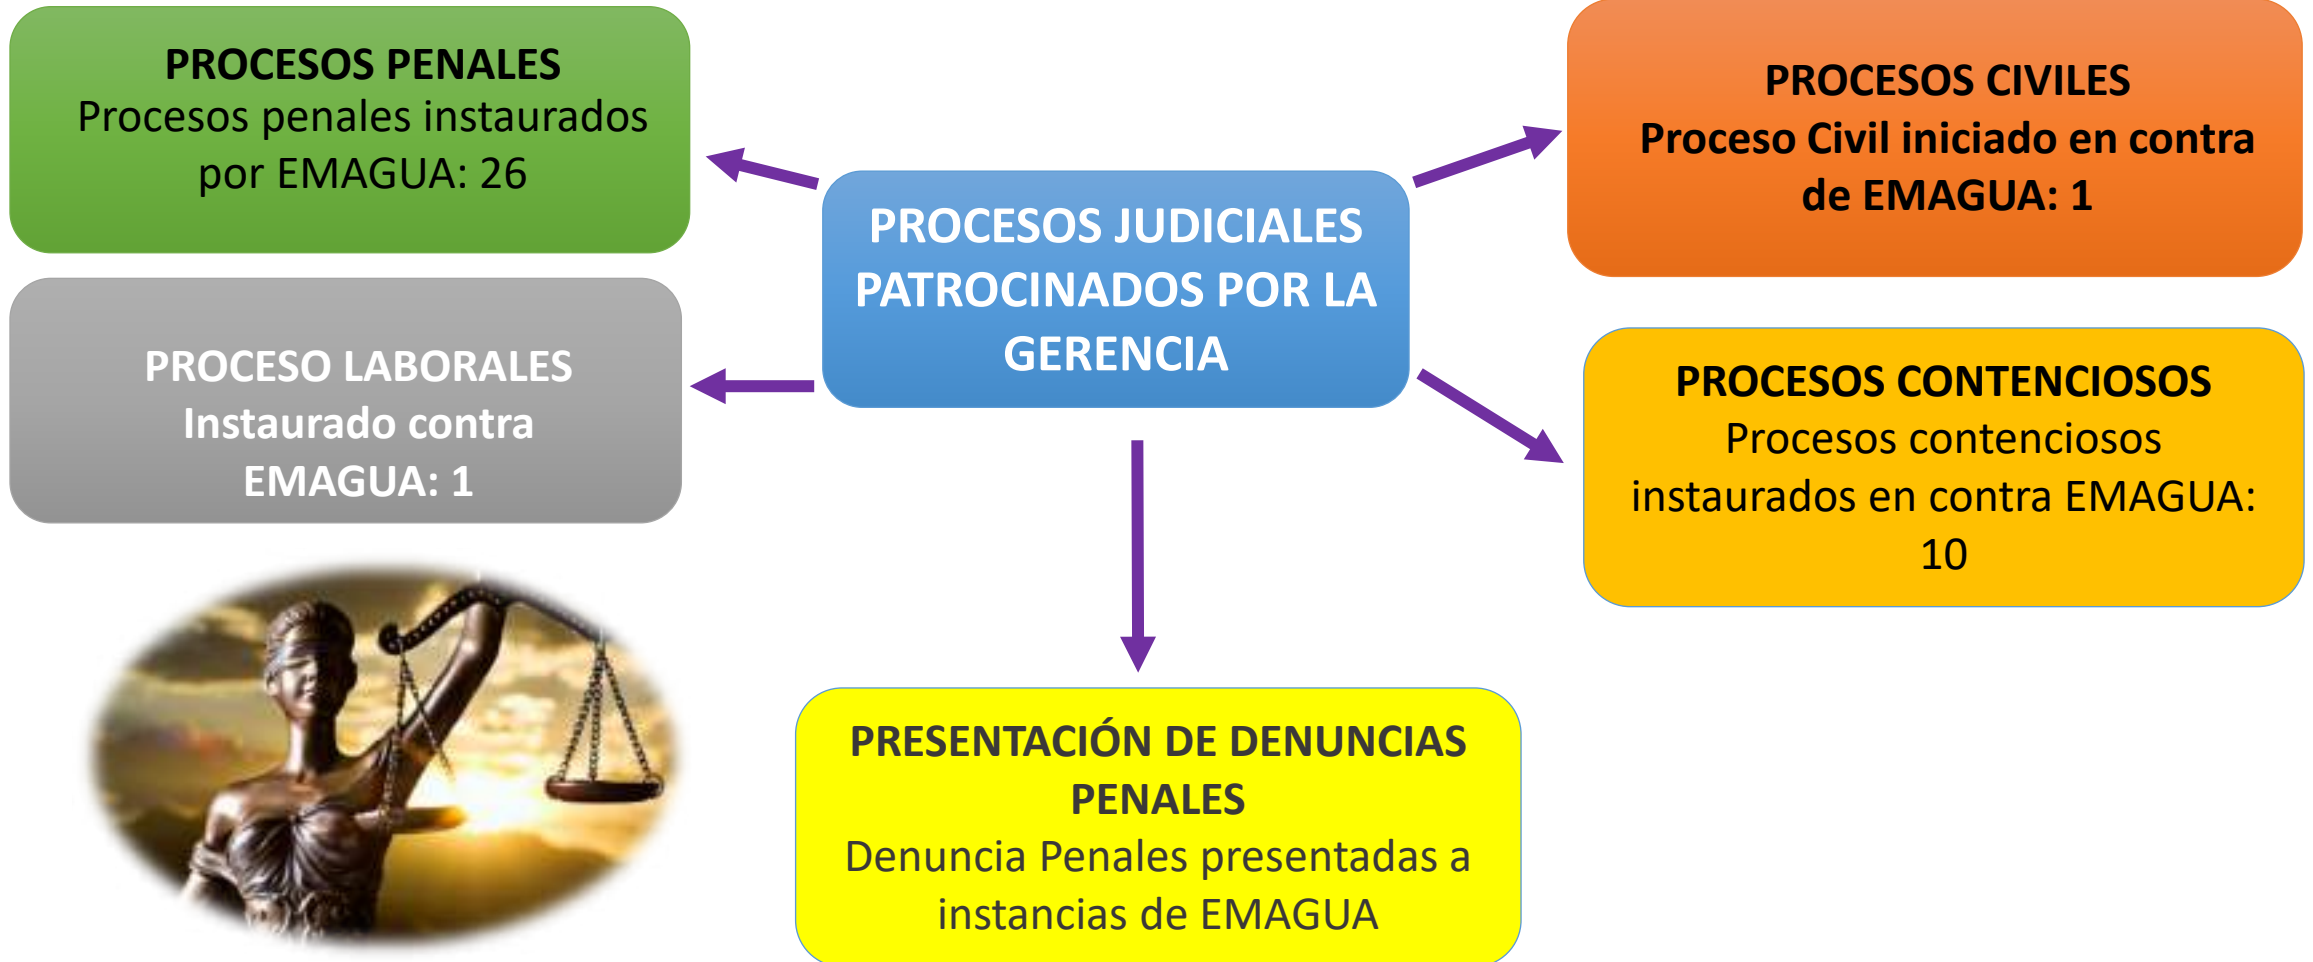 PROCESOS PENALES
Procesos penales instaurados
por EMAGUA: 26
PROCESOS CIVILES
Proceso Civil iniciado en contra
de EMAGUA: 1
PROCESOS JUDICIALES
PATROCINADOS POR LA
GERENCIA
PROCESO LABORALES
Instaurado contra
EMAGUA: 1
PROCESOS CONTENCIOSOS
Procesos contenciosos
instaurados en contra EMAGUA:
10
PRESENTACIÓN DE DENUNCIAS
PENALES
Denuncia Penales presentadas a
instancias de EMAGUA